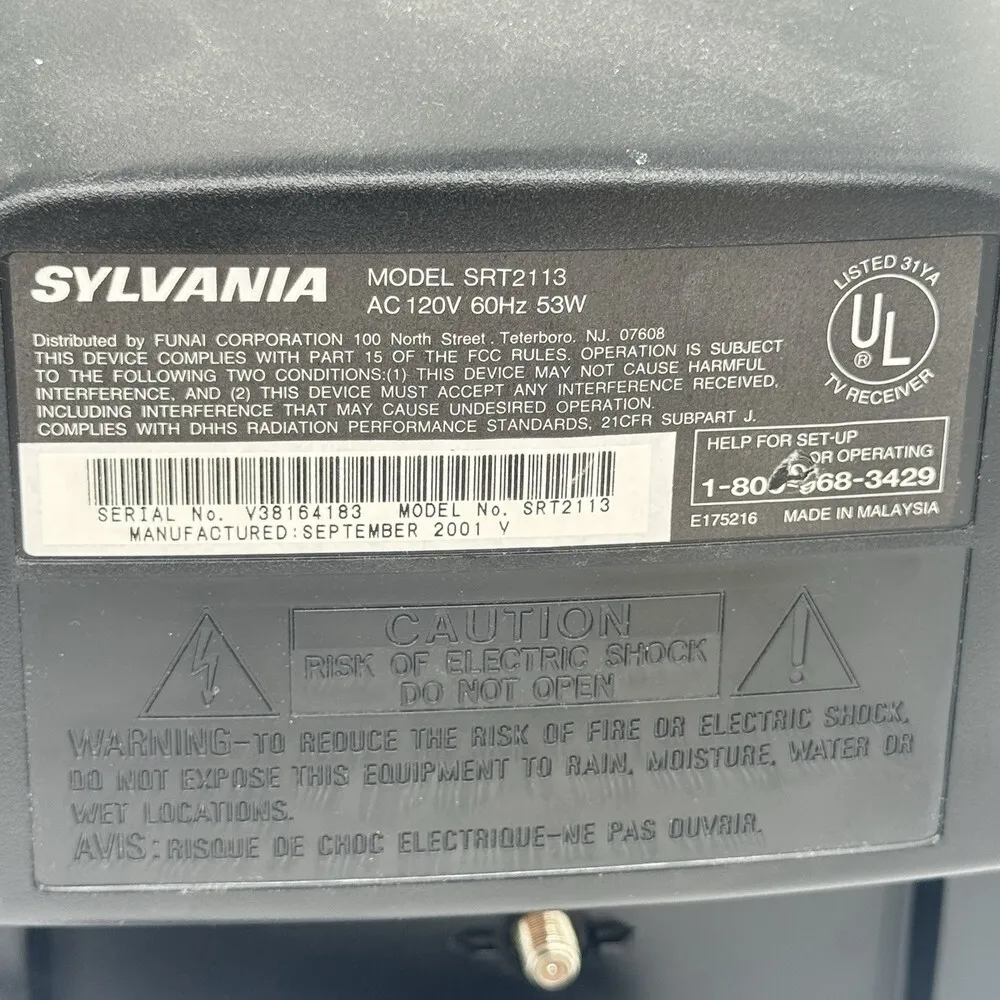 SYLVANIA
MODEL SRT2113
AC 120V 60Hz 53W
LISTED 31YA
UL
®
TV RECEIVER
Distributed by FUNAI CORPORATION 100 North Street. Teterboro. NJ. 07608
THIS DEVICE COMPLIES WITH PART 15 OF THE FCC RULES. OPERATION IS SUBJECT
TO THE FOLLOWING TWO CONDITIONS:(1) THIS DEVICE MAY NOT CAUSE HARMFUL
INTERFERENCE, AND (2) THIS DEVICE MUST ACCEPT ANY INTERFERENCE RECEIVED,
INCLUDING INTERFERENCE THAT MAY CAUSE UNDESIRED OPERATION.
COMPLIES WITH DHHS RADIATION PERFORMANCE STANDARDS, 21CFR SUBPART J.
HELP FOR SET-UP
OR OPERATING
1-80 968-3429
E175216 MADE IN MALAYSIA
SERIAL No. V38164183 MODEL No. SRT2113
MANUFACTURED:SEPTEMBER 2001 V
CAUTION
RISK OF ELECTRIC SHOCK
DO NOT OPEN
WARNING-TO REDUCE THE RISK OF FIRE OR ELECTRIC SHOCK,
DO NOT EXPOSE THIS EQUIPMENT TO RAIN, MOISTURE, WATER OR
WET LOCATIONS.
AVIS:RISQUE DE CHOC ELECTRIQUE-NE PAS OUVRIR.